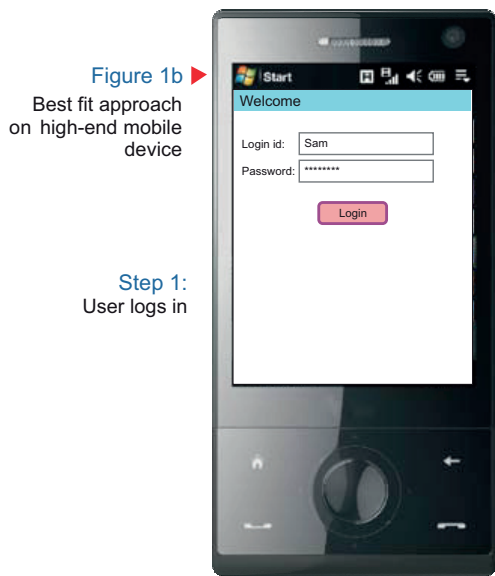 Figure 1b
Best fit approach
on high-end mobile
device
Start
Welcome
Login id: Sam
Password: ********
Login
Step 1:
User logs in